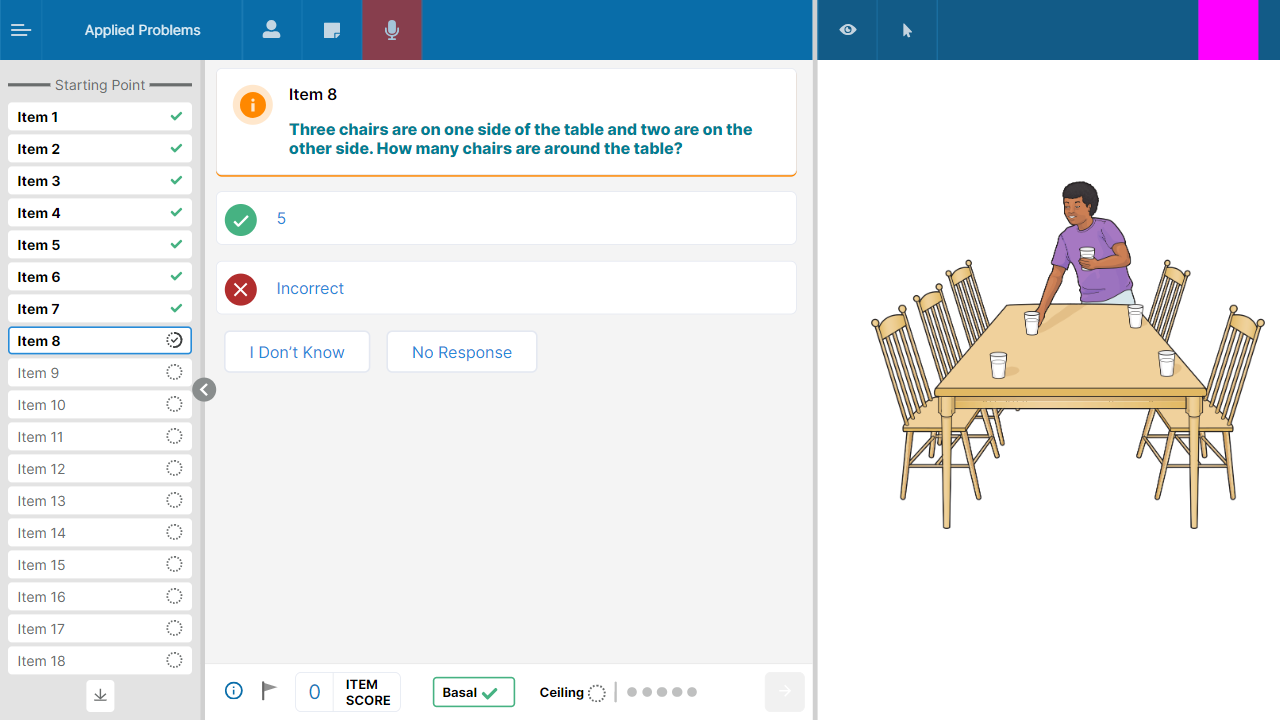 Applied Problems
Starting Point
Item 1
Item 2
Item 3
Item 4
Item 5
Item 6
Item 7
Item 8
Item 9
Item 10
Item 11
Item 12
Item 13
Item 14
Item 15
Item 16
Item 17
Item 18
Item 8
Three chairs are on one side of the table and two are on the
other side. How many chairs are around the table?
5
Incorrect
I Don’t Know
No Response
0
ITEM
SCORE
Basal
Ceiling